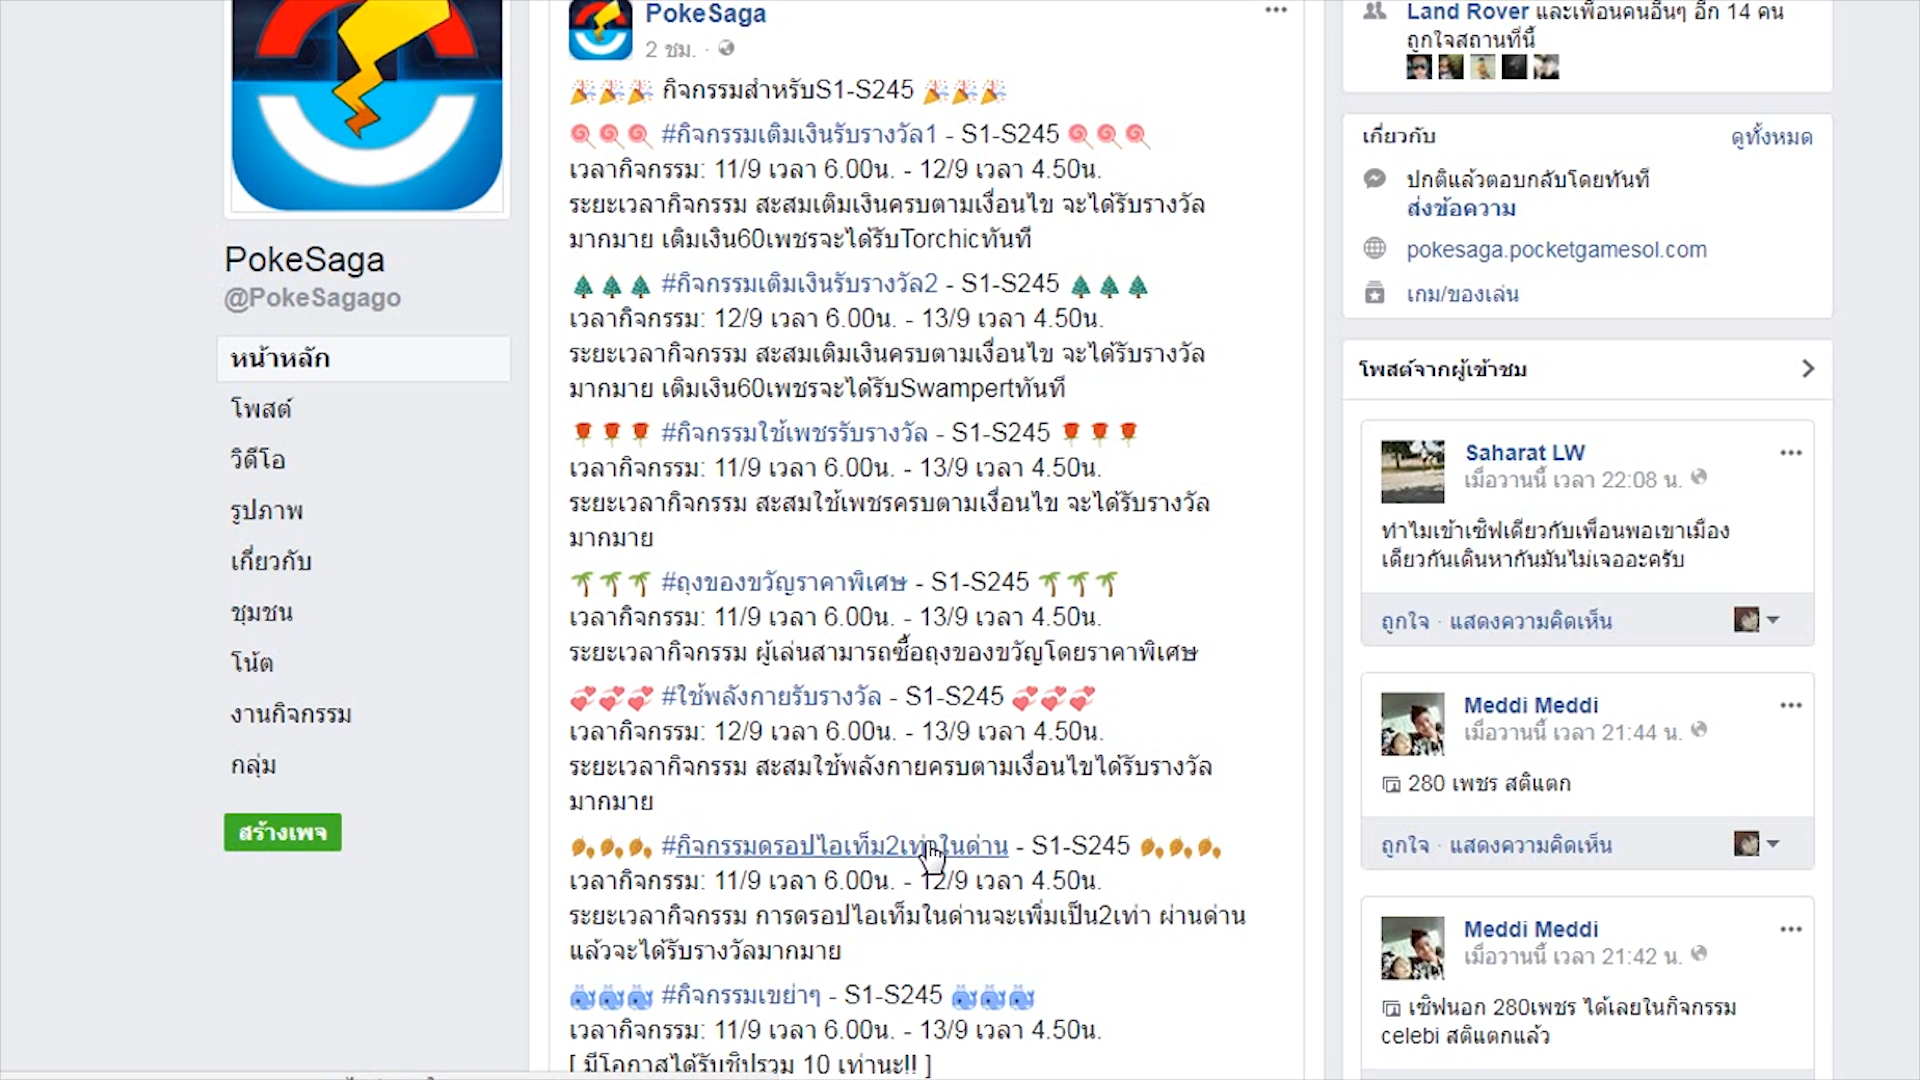 PokeSaga
@PokeSagago
หน้าหลัก
โพสต์
วิดีโอ
รูปภาพ
เกี่ยวกับ
ชุมชน
โน้ต
งานกิจกรรม
กลุ่ม
สร้างเพจ
PokeSaga
2 ชม. ·
กิจกรรมสำหรับS1-S245
#กิจกรรมเติมเงินรับรางวัล1 - S1-S245
เวลากิจกรรม: 11/9 เวลา 6.00น. - 12/9 เวลา 4.50น.
ระยะเวลากิจกรรม สะสมเติมเงินครบตามเงื่อนไข จะได้รับรางวัล
มากมาย เติมเงิน60เพชรจะได้รับTorchicทันที
#กิจกรรมเติมเงินรับรางวัล2 - S1-S245
เวลากิจกรรม: 12/9 เวลา 6.00น. - 13/9 เวลา 4.50น.
ระยะเวลากิจกรรม สะสมเติมเงินครบตามเงื่อนไข จะได้รับรางวัล
มากมาย เติมเงิน60เพชรจะได้รับSwampertทันที
#กิจกรรมใช้เพชรรับรางวัล - S1-S245
เวลากิจกรรม: 11/9 เวลา 6.00น. - 13/9 เวลา 4.50น.
ระยะเวลากิจกรรม สะสมใช้เพชรครบตามเงื่อนไข จะได้รับรางวัล
มากมาย
#ถุงของขวัญราคาพิเศษ - S1-S245
เวลากิจกรรม: 11/9 เวลา 6.00น. - 13/9 เวลา 4.50น.
ระยะเวลากิจกรรม ผู้เล่นสามารถซื้อถุงของขวัญโดยราคาพิเศษ
#ใช้พลังกายรับรางวัล - S1-S245
เวลากิจกรรม: 12/9 เวลา 6.00น. - 13/9 เวลา 4.50น.
ระยะเวลากิจกรรม สะสมใช้พลังกายครบตามเงื่อนไขได้รับรางวัล
มากมาย
#กิจกรรมดรอปไอเท็ม2เท่าในด่าน - S1-S245
เวลากิจกรรม: 11/9 เวลา 6.00น. - 12/9 เวลา 4.50น.
ระยะเวลากิจกรรม การดรอปไอเท็มในด่านจะเพิ่มเป็น2เท่า ผ่านด่าน
แล้วจะได้รับรางวัลมากมาย
#กิจกรรมเขย่าๆ - S1-S245
เวลากิจกรรม: 11/9 เวลา 6.00น. - 13/9 เวลา 4.50น.
[ มีโอกาสได้รับชิปรวม 10 เท่านะ!! ]
Land Rover และเพื่อนคนอื่นๆ อีก 14 คน
ถูกใจสถานที่นี้
เกี่ยวกับ ดูทั้งหมด
ปกติแล้วตอบกลับโดยทันที
ส่งข้อความ
pokesaga.pocketgamesol.com
เกม/ของเล่น
โพสต์จากผู้เข้าชม
Saharat LW
เมื่อวานนี้ เวลา 22:08 น.
ทำไมเข้าเซิฟเดียวกับเพื่อนพอเขาเมือง
เดียวกันเดินหากันมันไม่เจออะครับ
ถูกใจ · แสดงความคิดเห็น
Meddi Meddi
เมื่อวานนี้ เวลา 21:44 น.
280 เพชร สติแตก
ถูกใจ · แสดงความคิดเห็น
Meddi Meddi
เมื่อวานนี้ เวลา 21:42 น.
เซิฟนอก 280เพชร ได้เลยในกิจกรรม
celebi สติแตกแล้ว